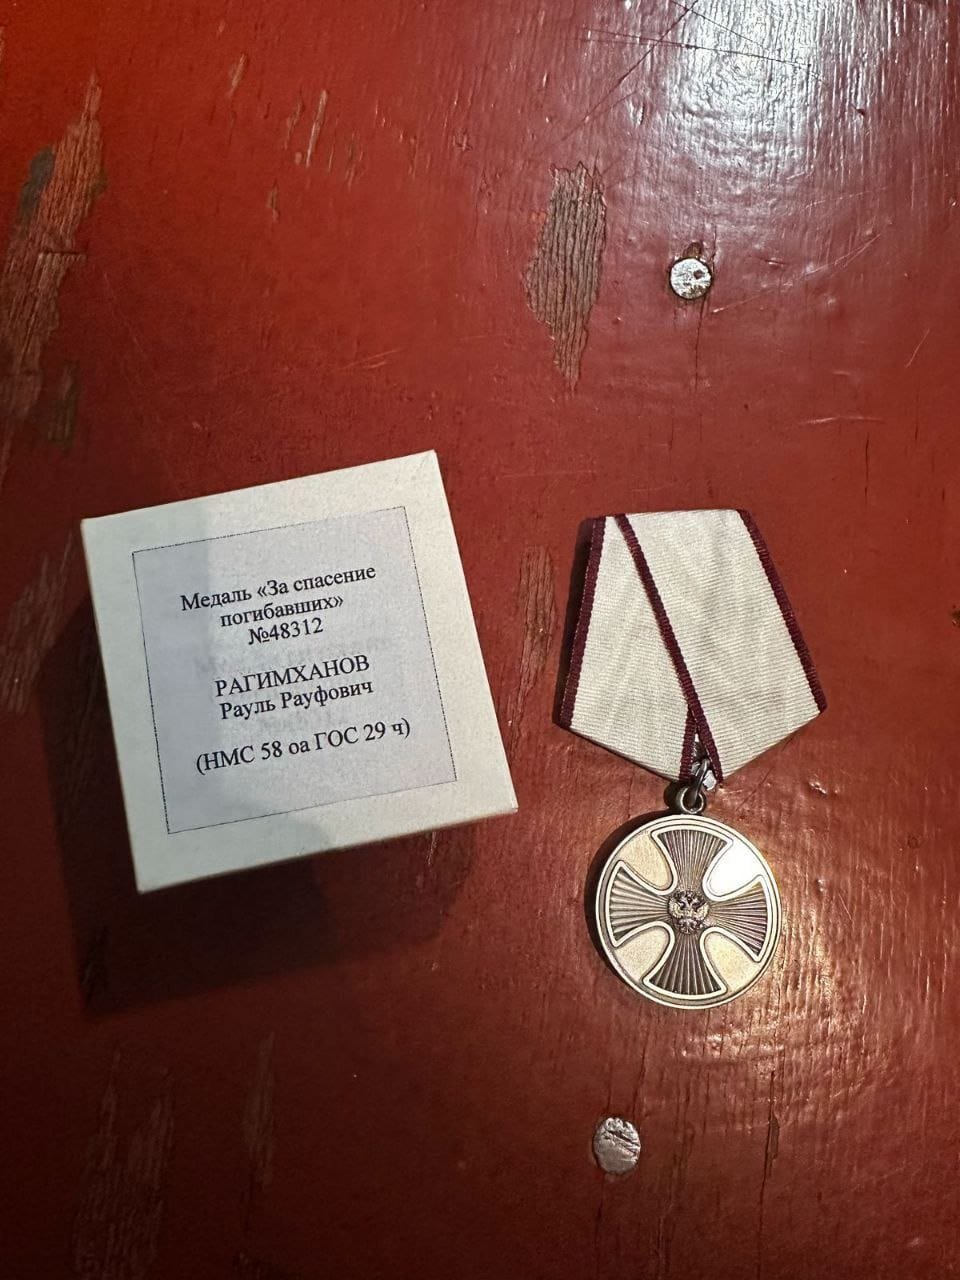 Медаль «За спасение
погибавших»
№48312
РАГИМХАНОВ
Рауль Рауфович
(НМС 58 оа ГОС 29 ч)